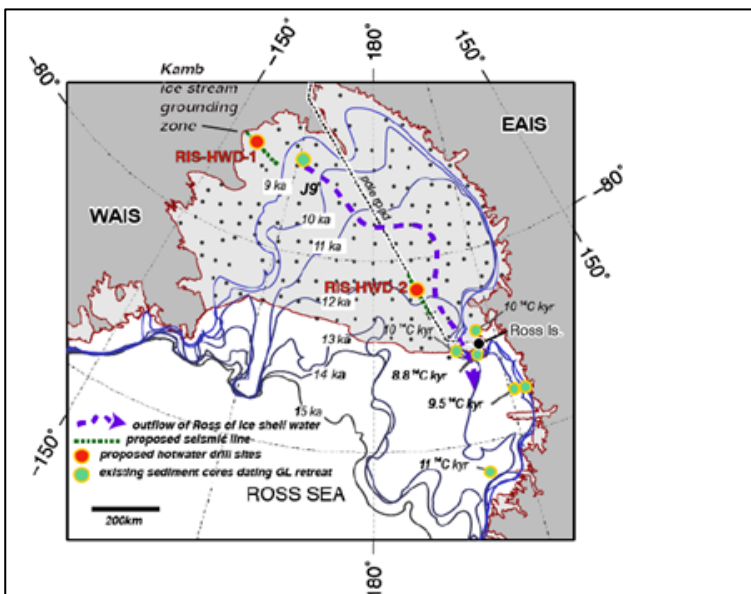 -150°
180°
150°
-80°
Kamb
ice stream
grounding
zone
EAIS
RIS-HWD-1
J9
9 ka
pole road
-80°
10 ka
WAIS
11 ka
150°
RIS-HWD-2
12 ka
10 ¹⁴C kyr
10 ¹⁴C kyr
Ross Is.
13 ka
8.8 ¹⁴C kyr
14 ka
9.5 ¹⁴C kyr
15 ka
outflow of Ross of Ice shelf water
proposed seismic line
proposed hotwater drill sites
existing sediment cores dating GL retreat
-150°
11 ¹⁴C kyr
ROSS SEA
200km
180°